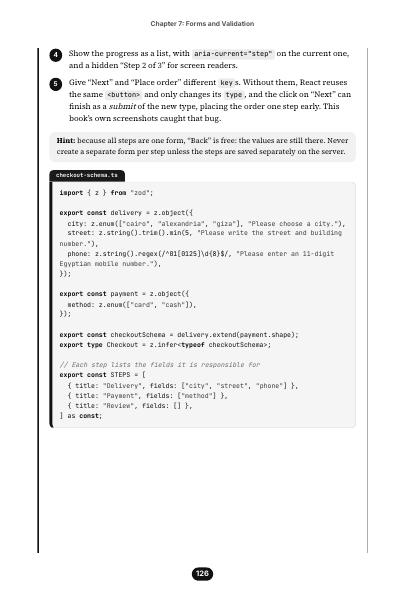 Chapter 7: Forms and Validation
4 Show the progress as a list, with aria-current="step" on the current one,
and a hidden “Step 2 of 3” for screen readers.
5 Give “Next” and “Place order” different keys. Without them, React reuses
the same <button> and only changes its type, and the click on “Next” can
finish as a submit of the new type, placing the order one step early. This
book’s own screenshots caught that bug.
Hint: because all steps are one form, “Back” is free: the values are still there. Never
create a separate form per step unless the steps are saved separately on the server.
checkout-schema.ts
import { z } from "zod";
export const delivery = z.object({
city: z.enum(["cairo", "alexandria", "giza"], "Please choose a city."),
street: z.string().trim().min(5, "Please write the street and building
number."),
phone: z.string().regex(/^01[0125]\d{8}$/, "Please enter an 11-digit
Egyptian mobile number."),
});
export const payment = z.object({
method: z.enum(["card", "cash"]),
});
export const checkoutSchema = delivery.extend(payment.shape);
export type Checkout = z.infer<typeof checkoutSchema>;
// Each step lists the fields it is responsible for
export const STEPS = [
{ title: "Delivery", fields: ["city", "street", "phone"] },
{ title: "Payment", fields: ["method"] },
{ title: "Review", fields: [] },
] as const;
126